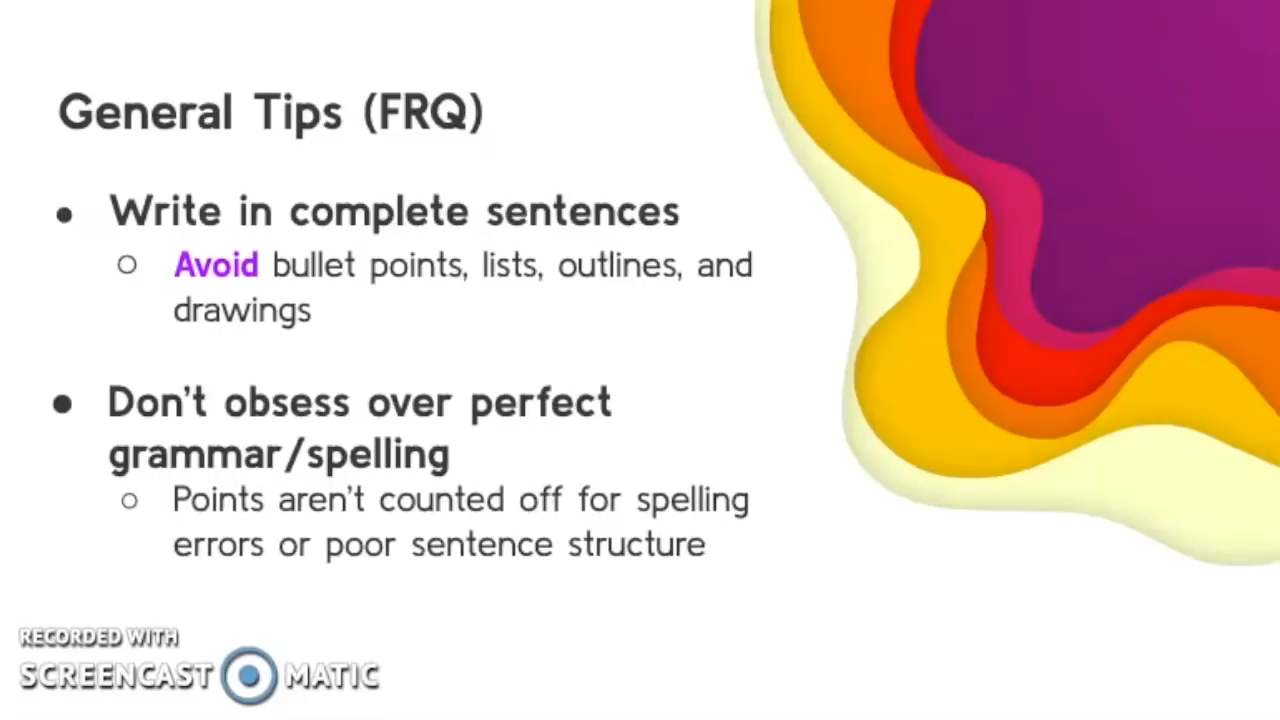 General Tips (FRQ)
● Write in complete sentences
○ Avoid bullet points, lists, outlines, and
drawings
● Don't obsess over perfect
grammar/spelling
○ Points aren't counted off for spelling
errors or poor sentence structure
RECORDED WITH
SCREENCAST MATIC